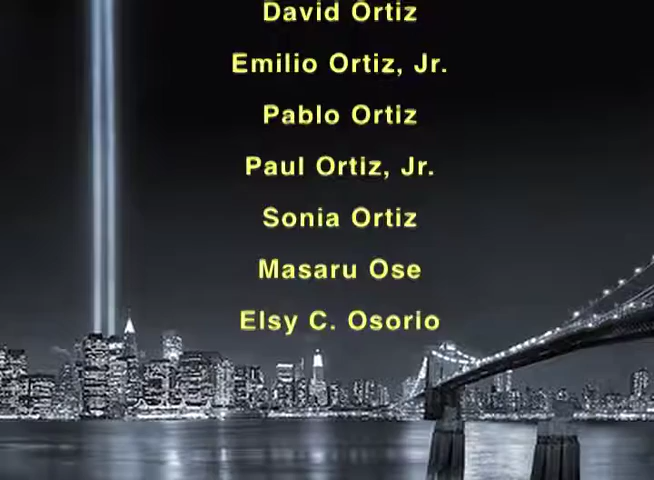 David Ortiz
Emilio Ortiz, Jr.
Pablo Ortiz
Paul Ortiz, Jr.
Sonia Ortiz
Masaru Ose
Elsy C. Osorio